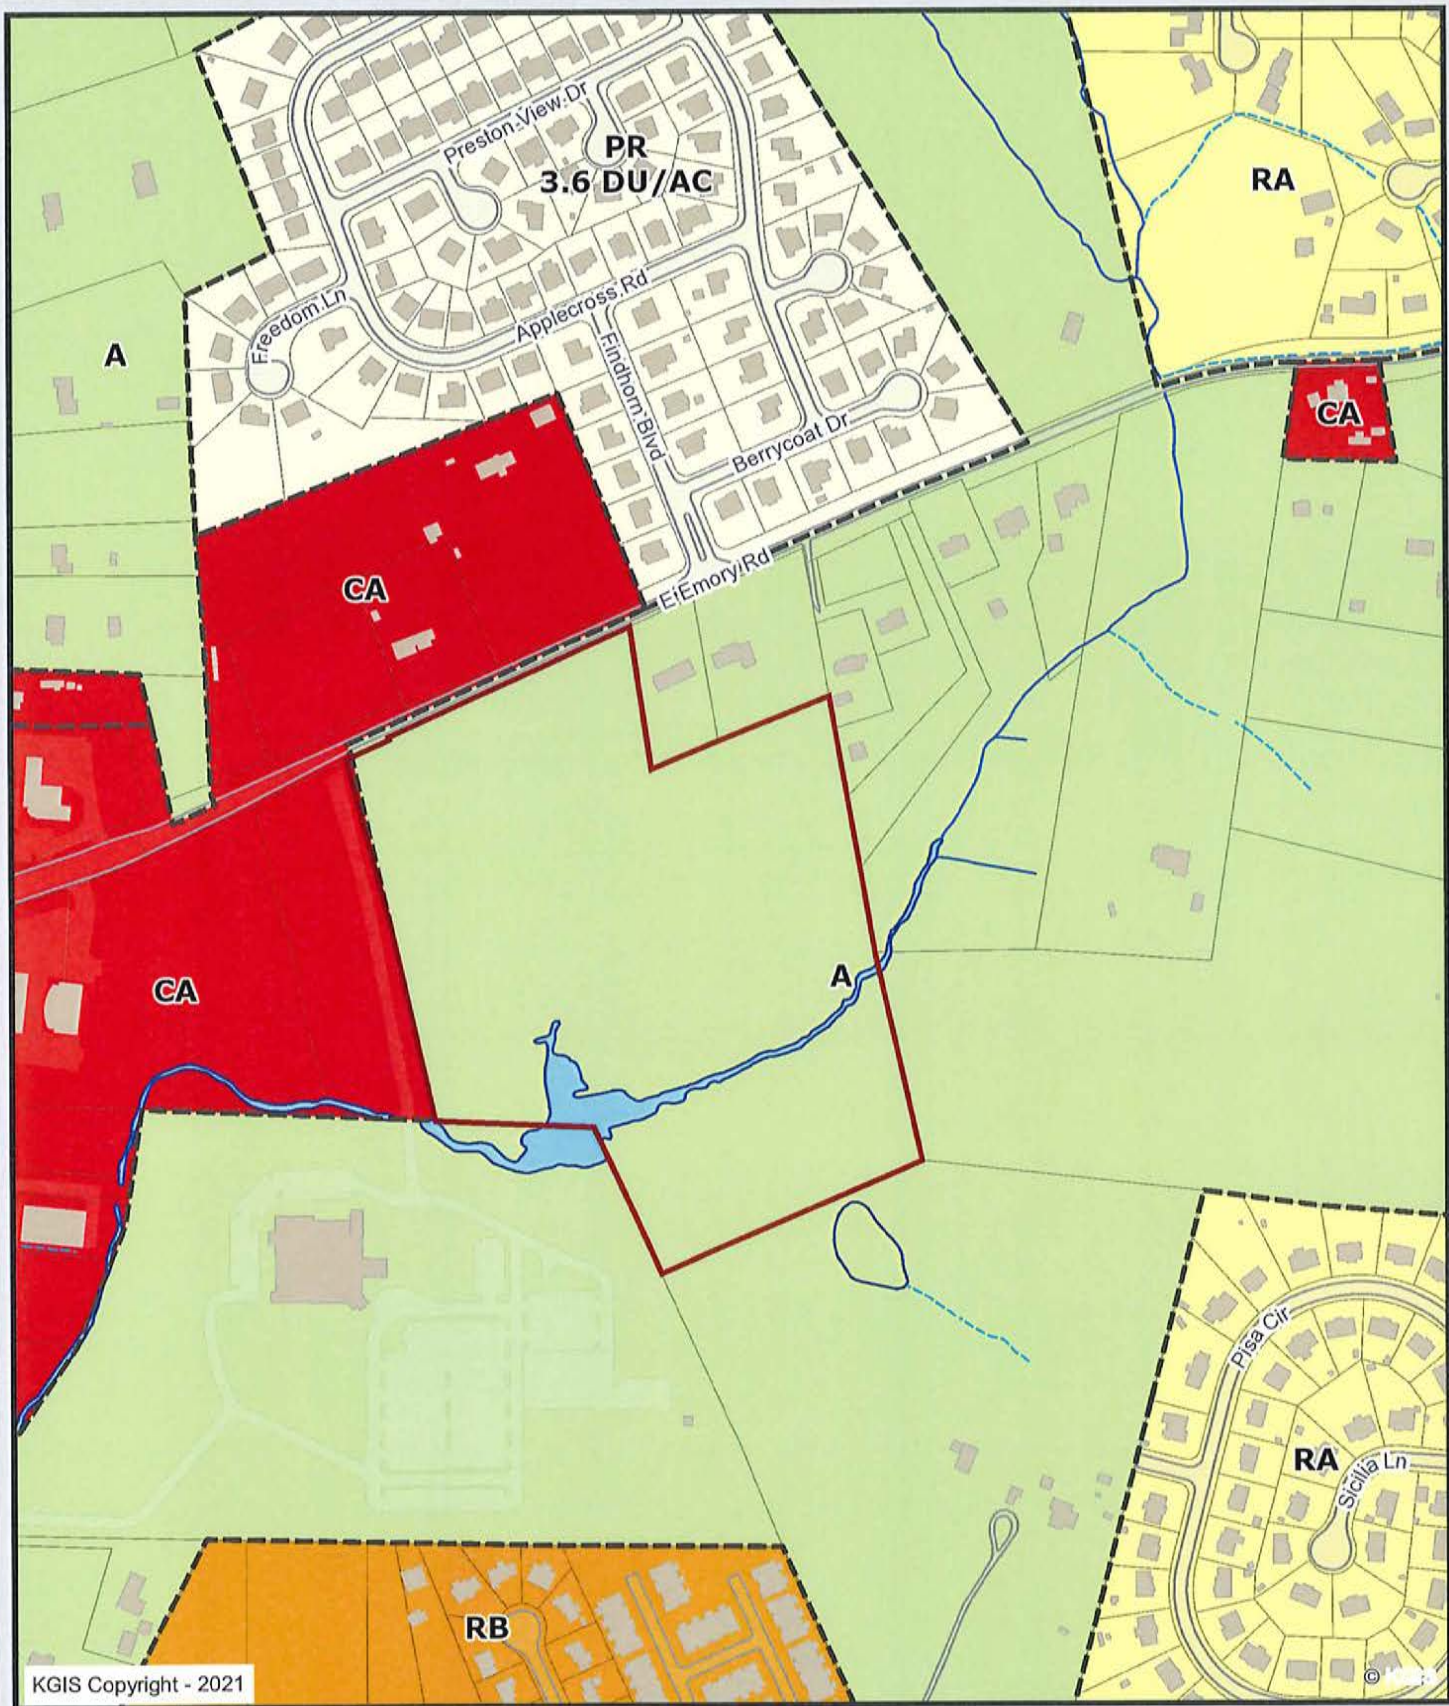 Preston View Dr
PR
3.6 DU/AC
RA
Freedom Ln
Applecross Rd
A
Findhorn Blvd
CA
Berrycoat Dr
CA
E Emory Rd
A
CA
Pisa Cir
RA
Sicilia Ln
RB
KGIS Copyright - 2021
©